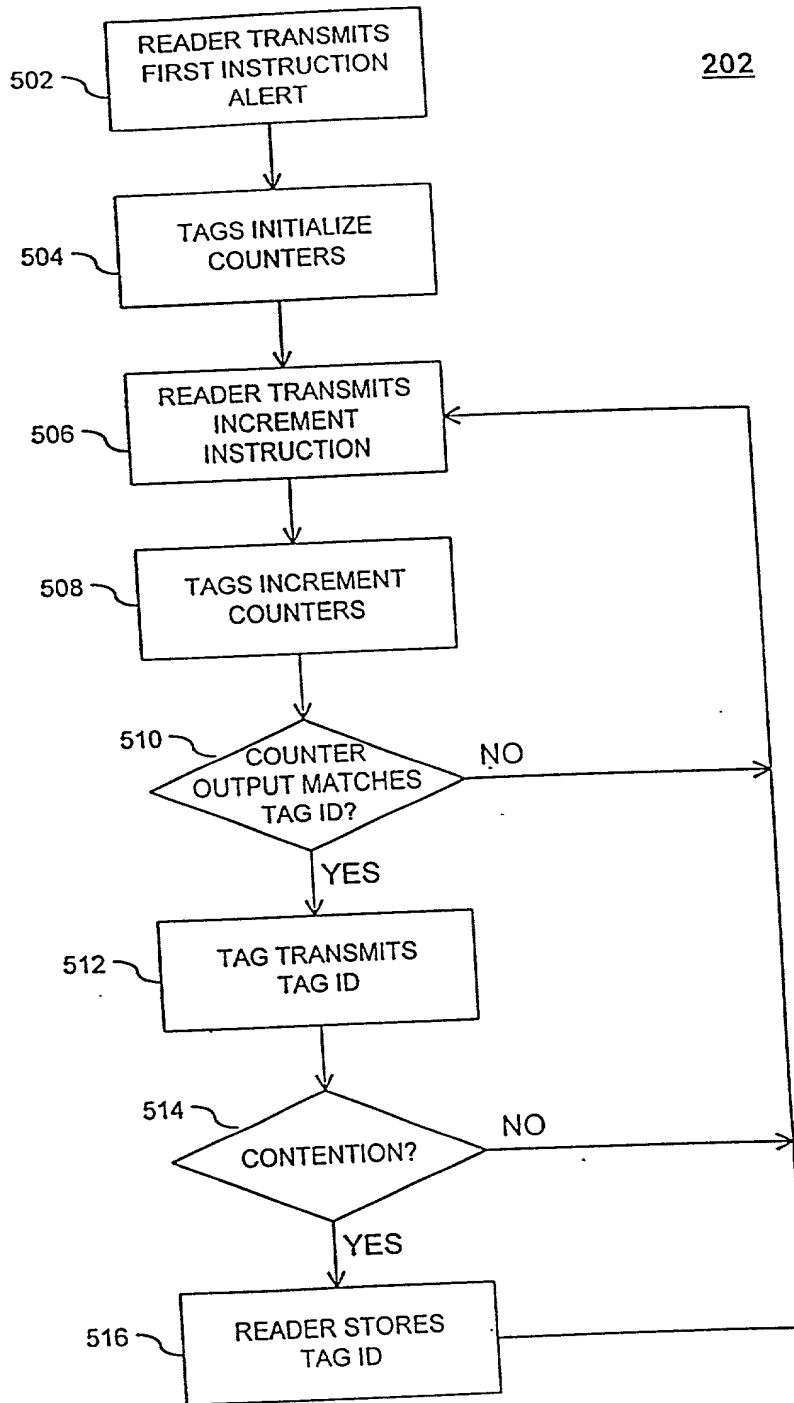 202
502
READER TRANSMITS
FIRST INSTRUCTION
ALERT
504
TAGS INITIALIZE
COUNTERS
506
READER TRANSMITS
INCREMENT
INSTRUCTION
508
TAGS INCREMENT
COUNTERS
510
COUNTER
OUTPUT MATCHES
TAG ID?
NO
YES
512
TAG TRANSMITS
TAG ID
514
CONTENTION?
NO
YES
516
READER STORES
TAG ID